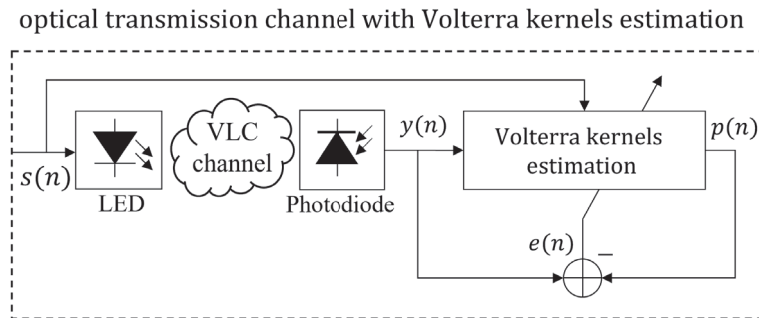 optical transmission channel with Volterra kernels estimation
s(n)
LED
VLC
channel
Photodiode
y(n)
Volterra kernels
estimation
p(n)
e(n)
−